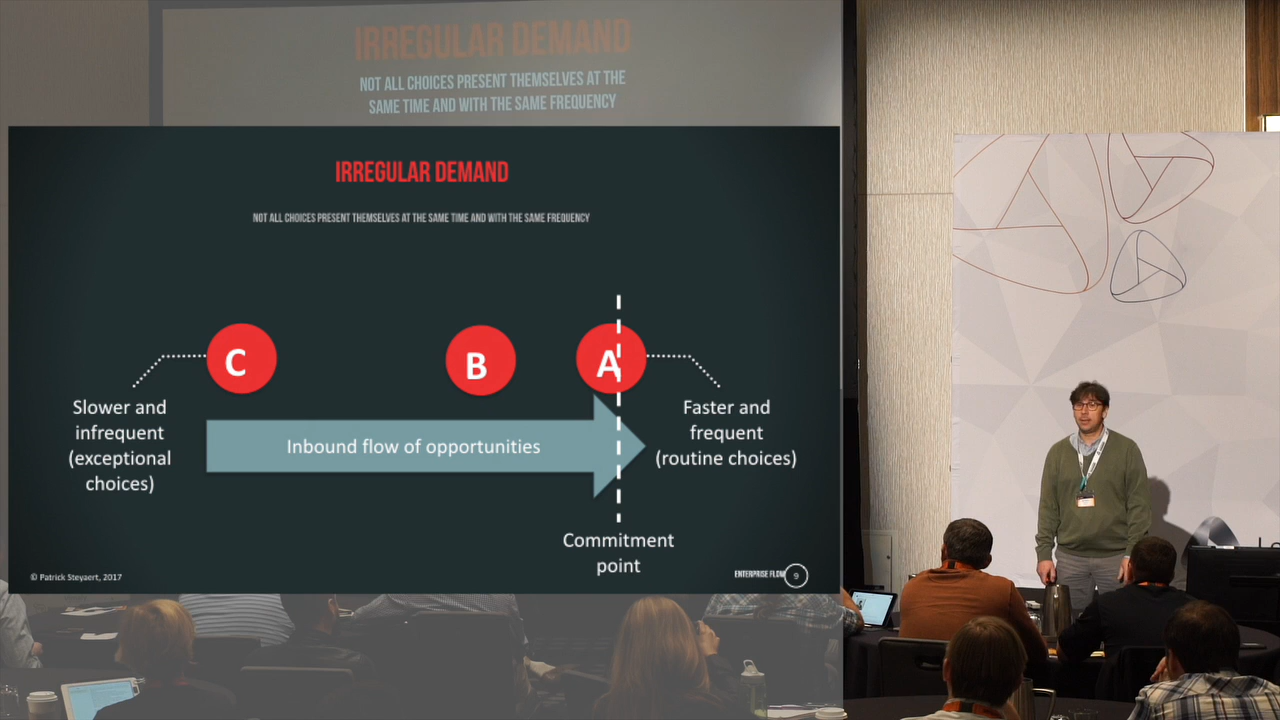 IRREGULAR DEMAND
NOT ALL CHOICES PRESENT THEMSELVES AT THE
SAME TIME AND WITH THE SAME FREQUENCY
IRREGULAR DEMAND
NOT ALL CHOICES PRESENT THEMSELVES AT THE SAME TIME AND WITH THE SAME FREQUENCY
C
B
A
Slower and
infrequent
(exceptional
choices)
Inbound flow of opportunities
Faster and
frequent
(routine choices)
Commitment
point
© Patrick Steyaert, 2017
ENTERPRISE FLOW
9